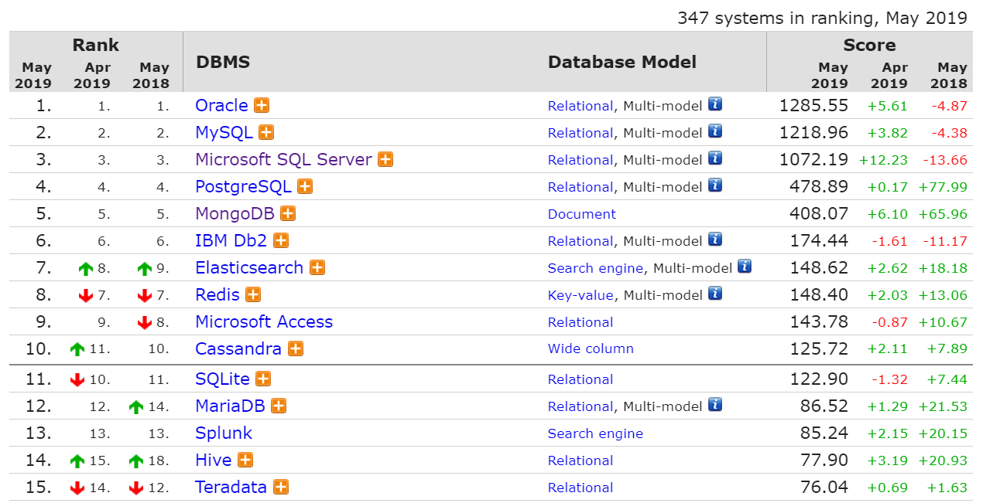 347 systems in ranking, May 2019
Rank DBMS Database Model Score
May 2019 Apr 2019 May 2018 May 2019 Apr 2019 May 2018
1. 1. 1. Oracle Relational, Multi-model 1285.55 +5.61 -4.87
2. 2. 2. MySQL Relational, Multi-model 1218.96 +3.82 -4.38
3. 3. 3. Microsoft SQL Server Relational, Multi-model 1072.19 +12.23 -13.66
4. 4. 4. PostgreSQL Relational, Multi-model 478.89 +0.17 +77.99
5. 5. 5. MongoDB Document 408.07 +6.10 +65.96
6. 6. 6. IBM Db2 Relational, Multi-model 174.44 -1.61 -11.17
7. 8. 9. Elasticsearch Search engine, Multi-model 148.62 +2.62 +18.18
8. 7. 7. Redis Key-value, Multi-model 148.40 +2.03 +13.06
9. 9. 8. Microsoft Access Relational 143.78 -0.87 +10.67
10. 11. 10. Cassandra Wide column 125.72 +2.11 +7.89
11. 10. 11. SQLite Relational 122.90 -1.32 +7.44
12. 12. 14. MariaDB Relational, Multi-model 86.52 +1.29 +21.53
13. 13. 13. Splunk Search engine 85.24 +2.15 +20.15
14. 15. 18. Hive Relational 77.90 +3.19 +20.93
15. 14. 12. Teradata Relational 76.04 +0.69 +1.63